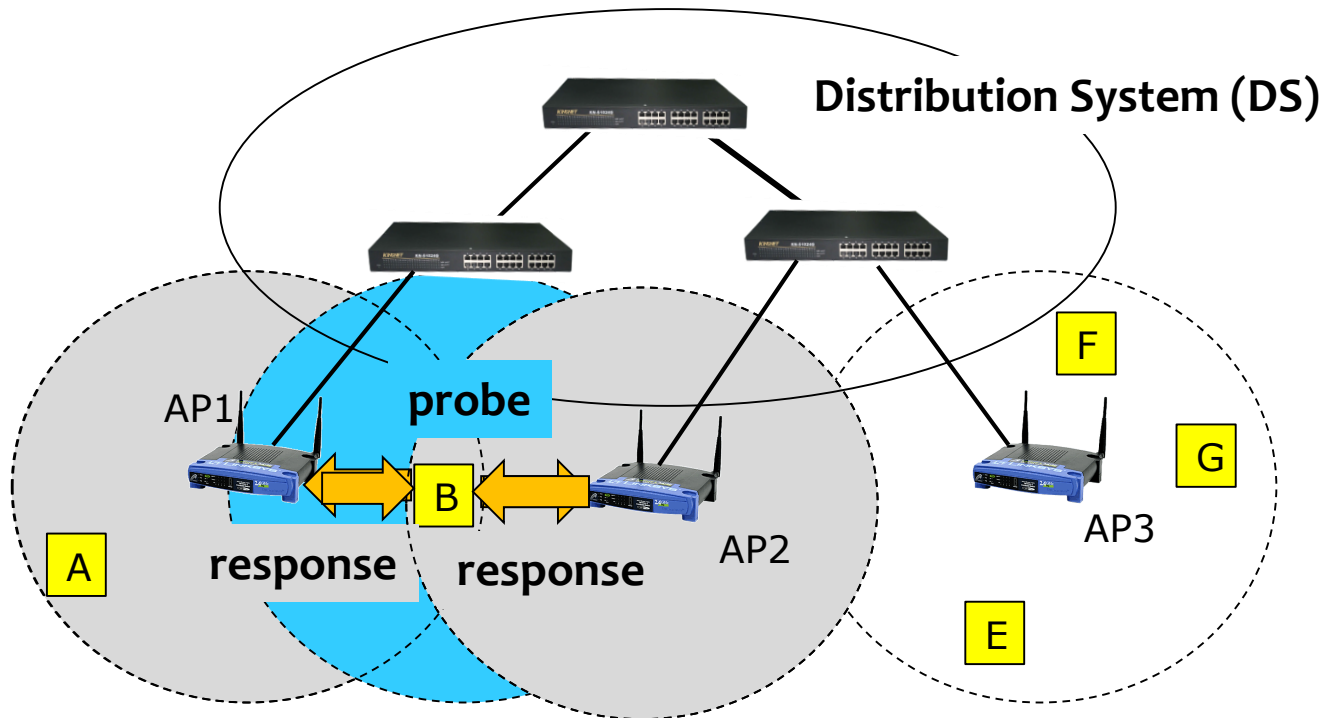 Distribution System (DS)
F
AP1
probe
G
B
AP3
AP2
A
response
response
E